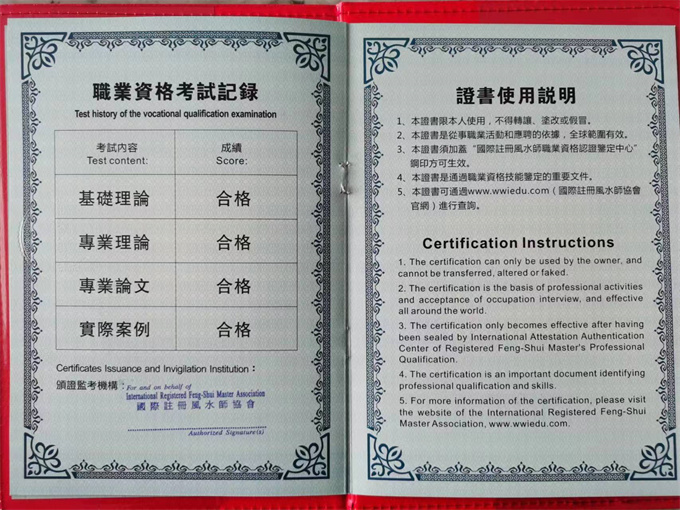 職業資格考試記録
Test history of the vocational qualification examination
考試內容 成績
Test content: Score:
基礎理論 合格
專業理論 合格
專業論文 合格
實際案例 合格
Certificates Issuance and Invigilation Institution：
頒證監考機構：For and on behalf of
International Registered Feng-Shui Master Association
國際註冊風水師協會
Authorized Signature(s)
證書使用説明
1、本證書限本人使用，不得轉讓、塗改或假冒。
2、本證書是從事職業活動和應聘的依據，全球範圍有效。
3、本證書須加蓋“國際註冊風水師職業資格認證鑒定中心”
鋼印方可生效。
4、本證書是通過職業資格技能鑒定的重要文件。
5、本證書可通過www.wwiedu.com（國際註冊風水師協會
官網）進行查詢。
Certification Instructions
1. The certification can only be used by the owner, and
cannot be transferred, altered or faked.
2. The certification is the basis of professional activities
and acceptance of occupation interview, and effective
all around the world.
3. The certification only becomes effective after having
been sealed by International Attestation Authentication
Center of Registered Feng-Shui Master's Professional
Qualification.
4. The certification is an important document identifying
professional qualification and skills.
5. For more information of the certification, please visit
the website of the International Registered Feng-Shui
Master Association, www.wwiedu.com.